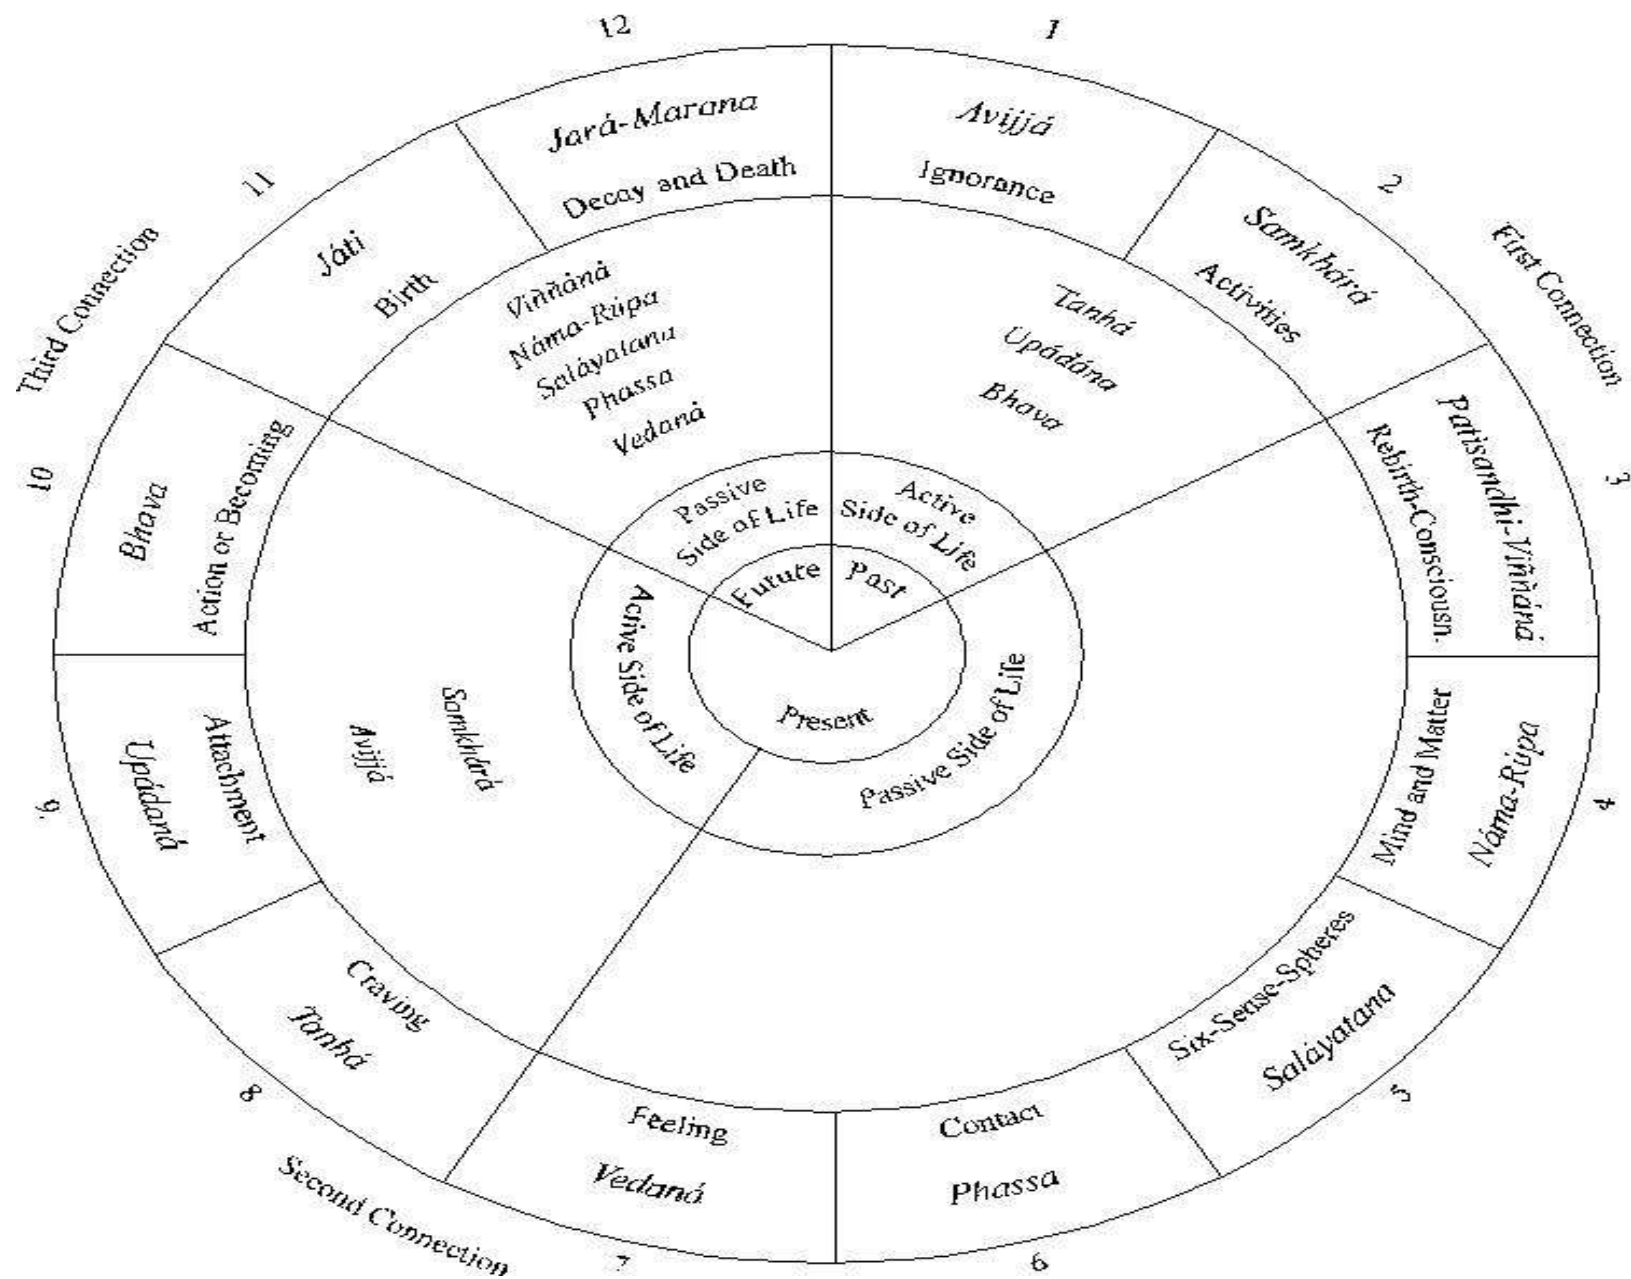 12
1
Jará-Marana
Decay and Death
Avijjá
Ignorance
2
Samkhárá
Activities
First Connection
3
Patisandhi-Viññáná
Rebirth-Consciousn.
4
Náma-Rúpa
Mind and Matter
5
Six-Sense-Spheres
Saláyatana
6
Contact
Phassa
7
Feeling
Vedaná
Second Connection
8
Craving
Tanhá
9.
Attachment
Upádaná
10
Bhava
Action or Becoming
Third Connection
11
Játi
Birth
Viññáná
Náma-Rúpa
Saláyatana
Phassa
Vedaná
Tanhá
Upádána
Bhava
Samkhárá
Avijjá
Passive
Side of Life
Active
Side of Life
Active Side of Life
Passive Side of Life
Future
Past
Present